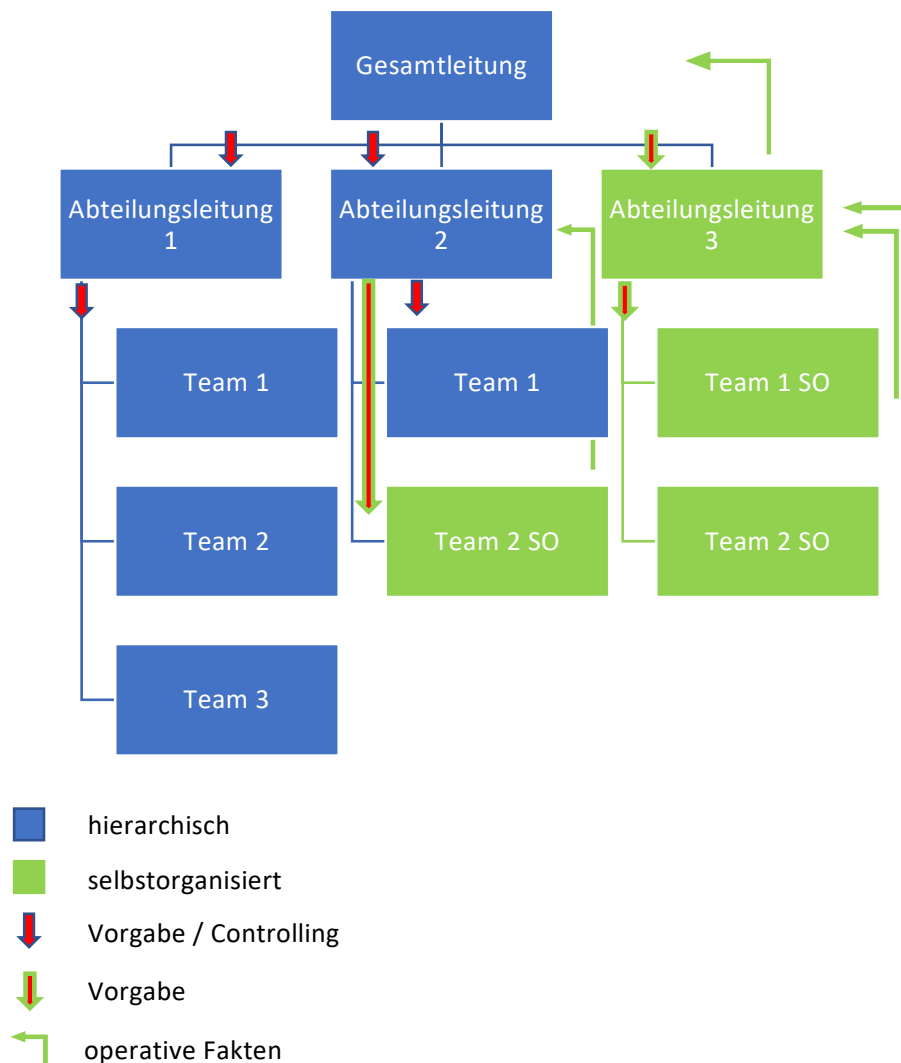 Gesamtleitung
Abteilungsleitung
1
Abteilungsleitung
2
Abteilungsleitung
3
Team 1
Team 1
Team 1 SO
Team 2
Team 2 SO
Team 2 SO
Team 3
hierarchisch
selbstorganisiert
Vorgabe / Controlling
Vorgabe
operative Fakten